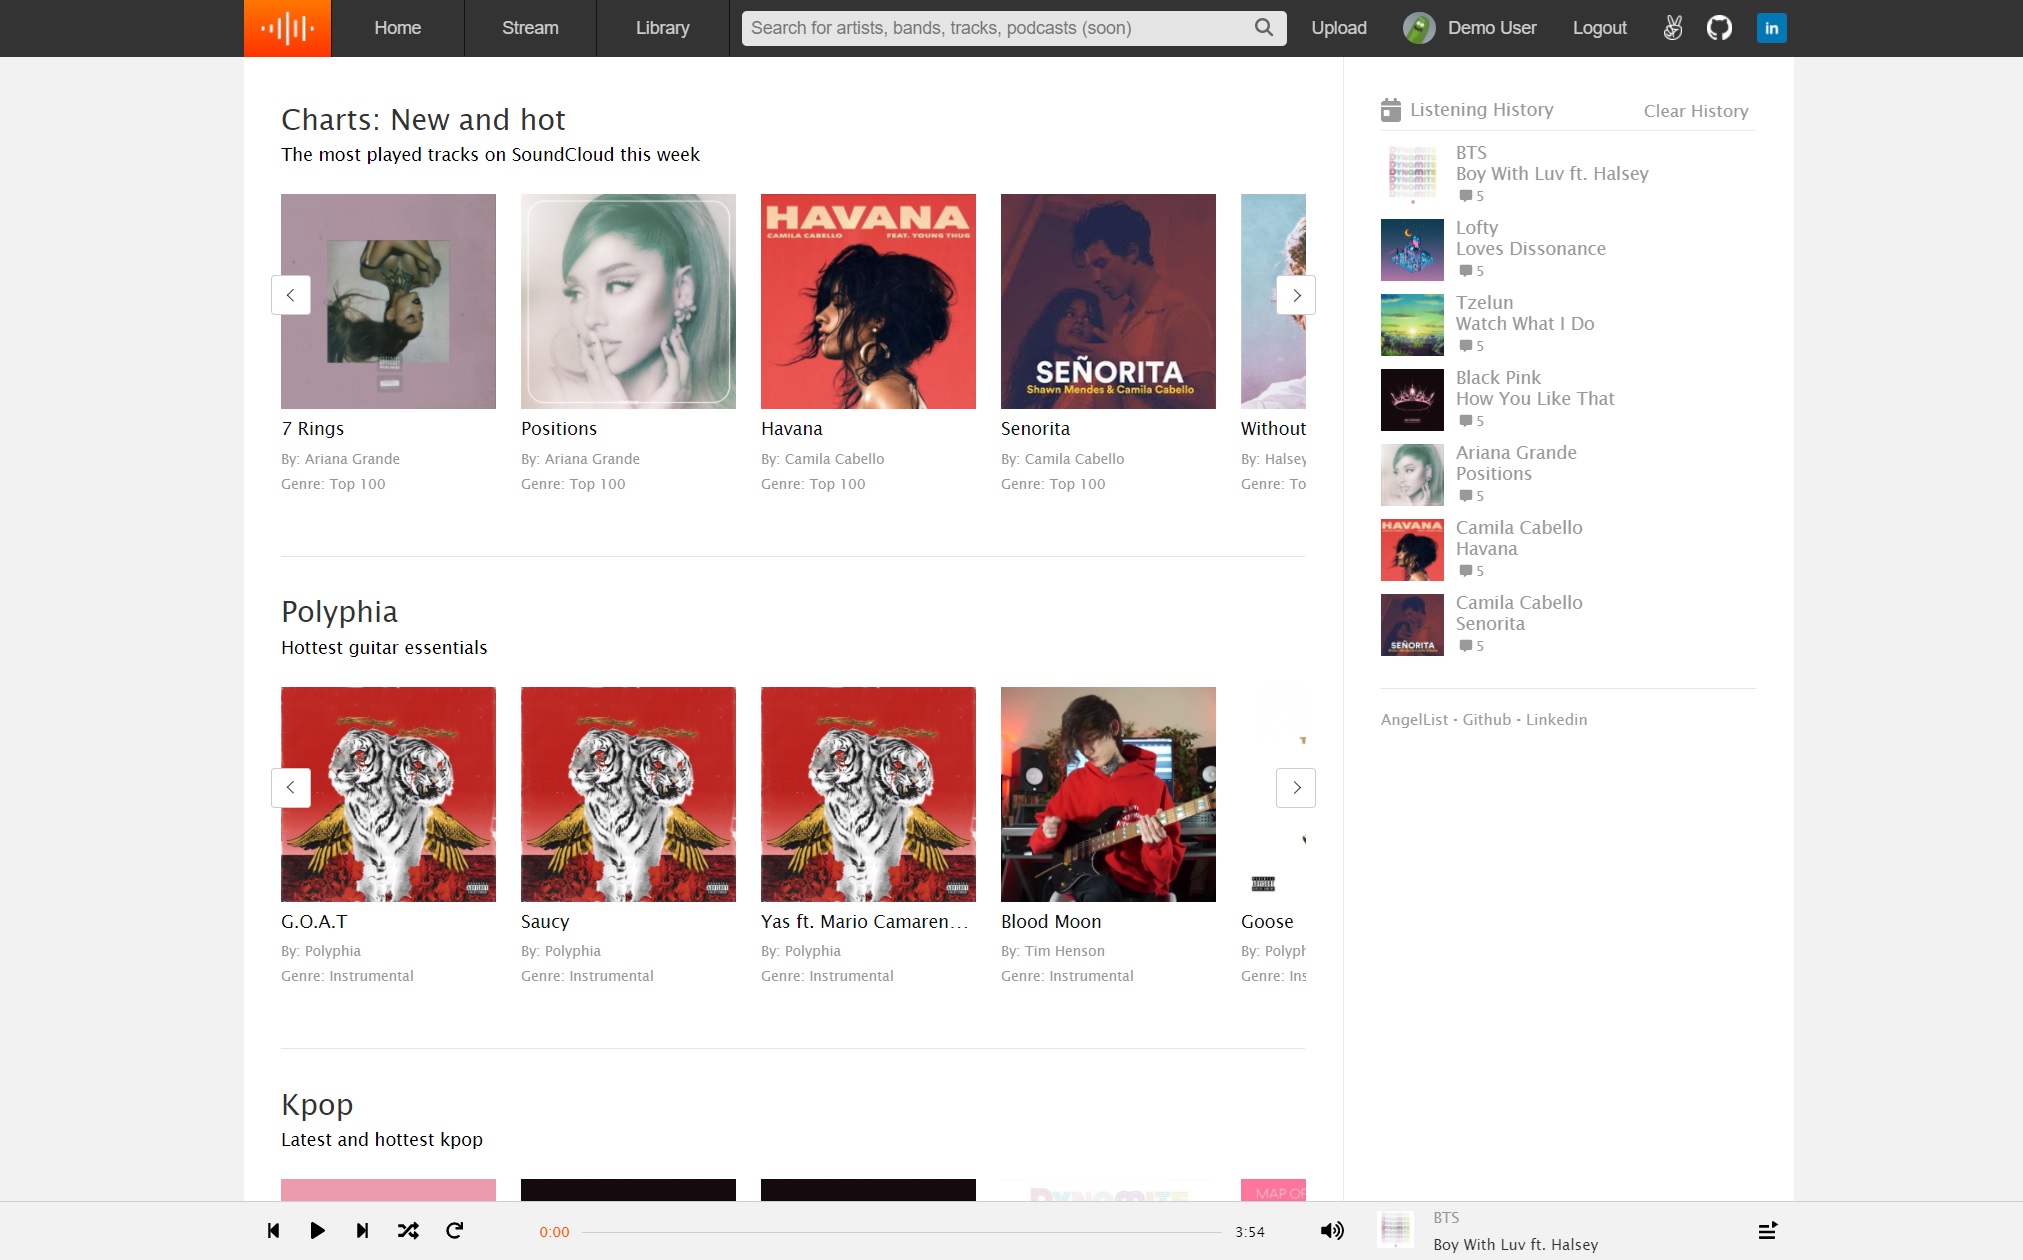 Home
Stream
Library
Search for artists, bands, tracks, podcasts (soon)
Upload
Demo User
Logout
in
Charts: New and hot
The most played tracks on SoundCloud this week
HAVANA
CAMILA CABELLO FEAT. YOUNG THUG
SEÑORITA
Shawn Mendes & Camila Cabello
7 Rings
By: Ariana Grande
Genre: Top 100
Positions
By: Ariana Grande
Genre: Top 100
Havana
By: Camila Cabello
Genre: Top 100
Senorita
By: Camila Cabello
Genre: Top 100
Without
By: Halsey
Genre: To
Polyphia
Hottest guitar essentials
G.O.A.T
By: Polyphia
Genre: Instrumental
Saucy
By: Polyphia
Genre: Instrumental
Yas ft. Mario Camaren...
By: Polyphia
Genre: Instrumental
Blood Moon
By: Tim Henson
Genre: Instrumental
Goose
By: Polyph
Genre: Ins
Kpop
Latest and hottest kpop
DYNOMITE
MAP OF
Listening History
Clear History
BTS
Boy With Luv ft. Halsey
5
Lofty
Loves Dissonance
5
Tzelun
Watch What I Do
5
Black Pink
How You Like That
5
Ariana Grande
Positions
5
HAVANA
Camila Cabello
Havana
5
SEÑORITA
Camila Cabello
Senorita
5
AngelList - Github - Linkedin
0:00
3:54
BTS
Boy With Luv ft. Halsey